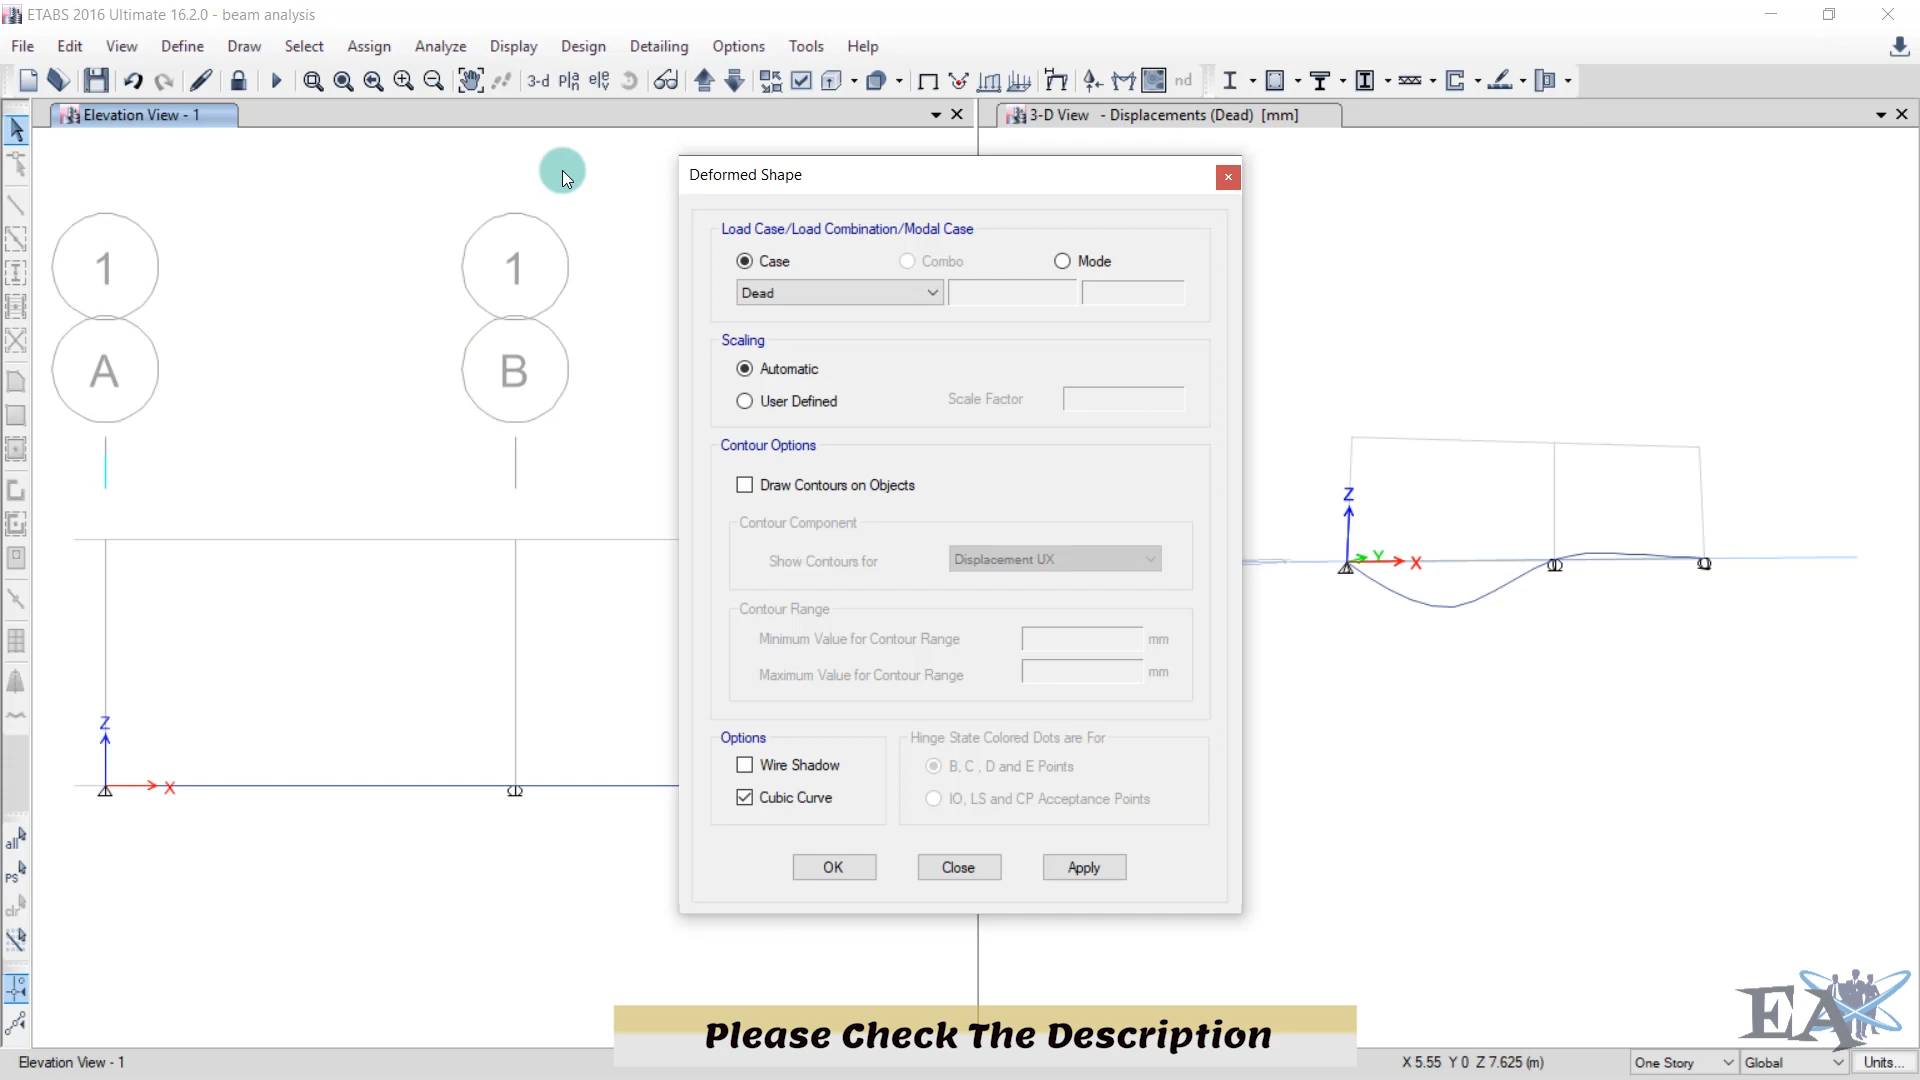 ETABS 2016 Ultimate 16.2.0 - beam analysis
File Edit View Define Draw Select Assign Analyze Display Design Detailing Options Tools Help
3-d nd
Elevation View - 1
3-D View - Displacements (Dead) [mm]
Deformed Shape
Load Case/Load Combination/Modal Case
Case Combo Mode
Dead
Scaling
Automatic
User Defined Scale Factor
Contour Options
Draw Contours on Objects
Contour Component
Show Contours for Displacement UX
Contour Range
Minimum Value for Contour Range mm
Maximum Value for Contour Range mm
Options
Wire Shadow
Cubic Curve
Hinge State Colored Dots are For
B, C , D and E Points
IO, LS and CP Acceptance Points
OK Close Apply
1 1
A B
Z
X
Z
Y
X
all
PS
clr
Please Check The Description
EA
Elevation View - 1
X 5.55 Y 0 Z 7.625 (m)
One Story Global Units...